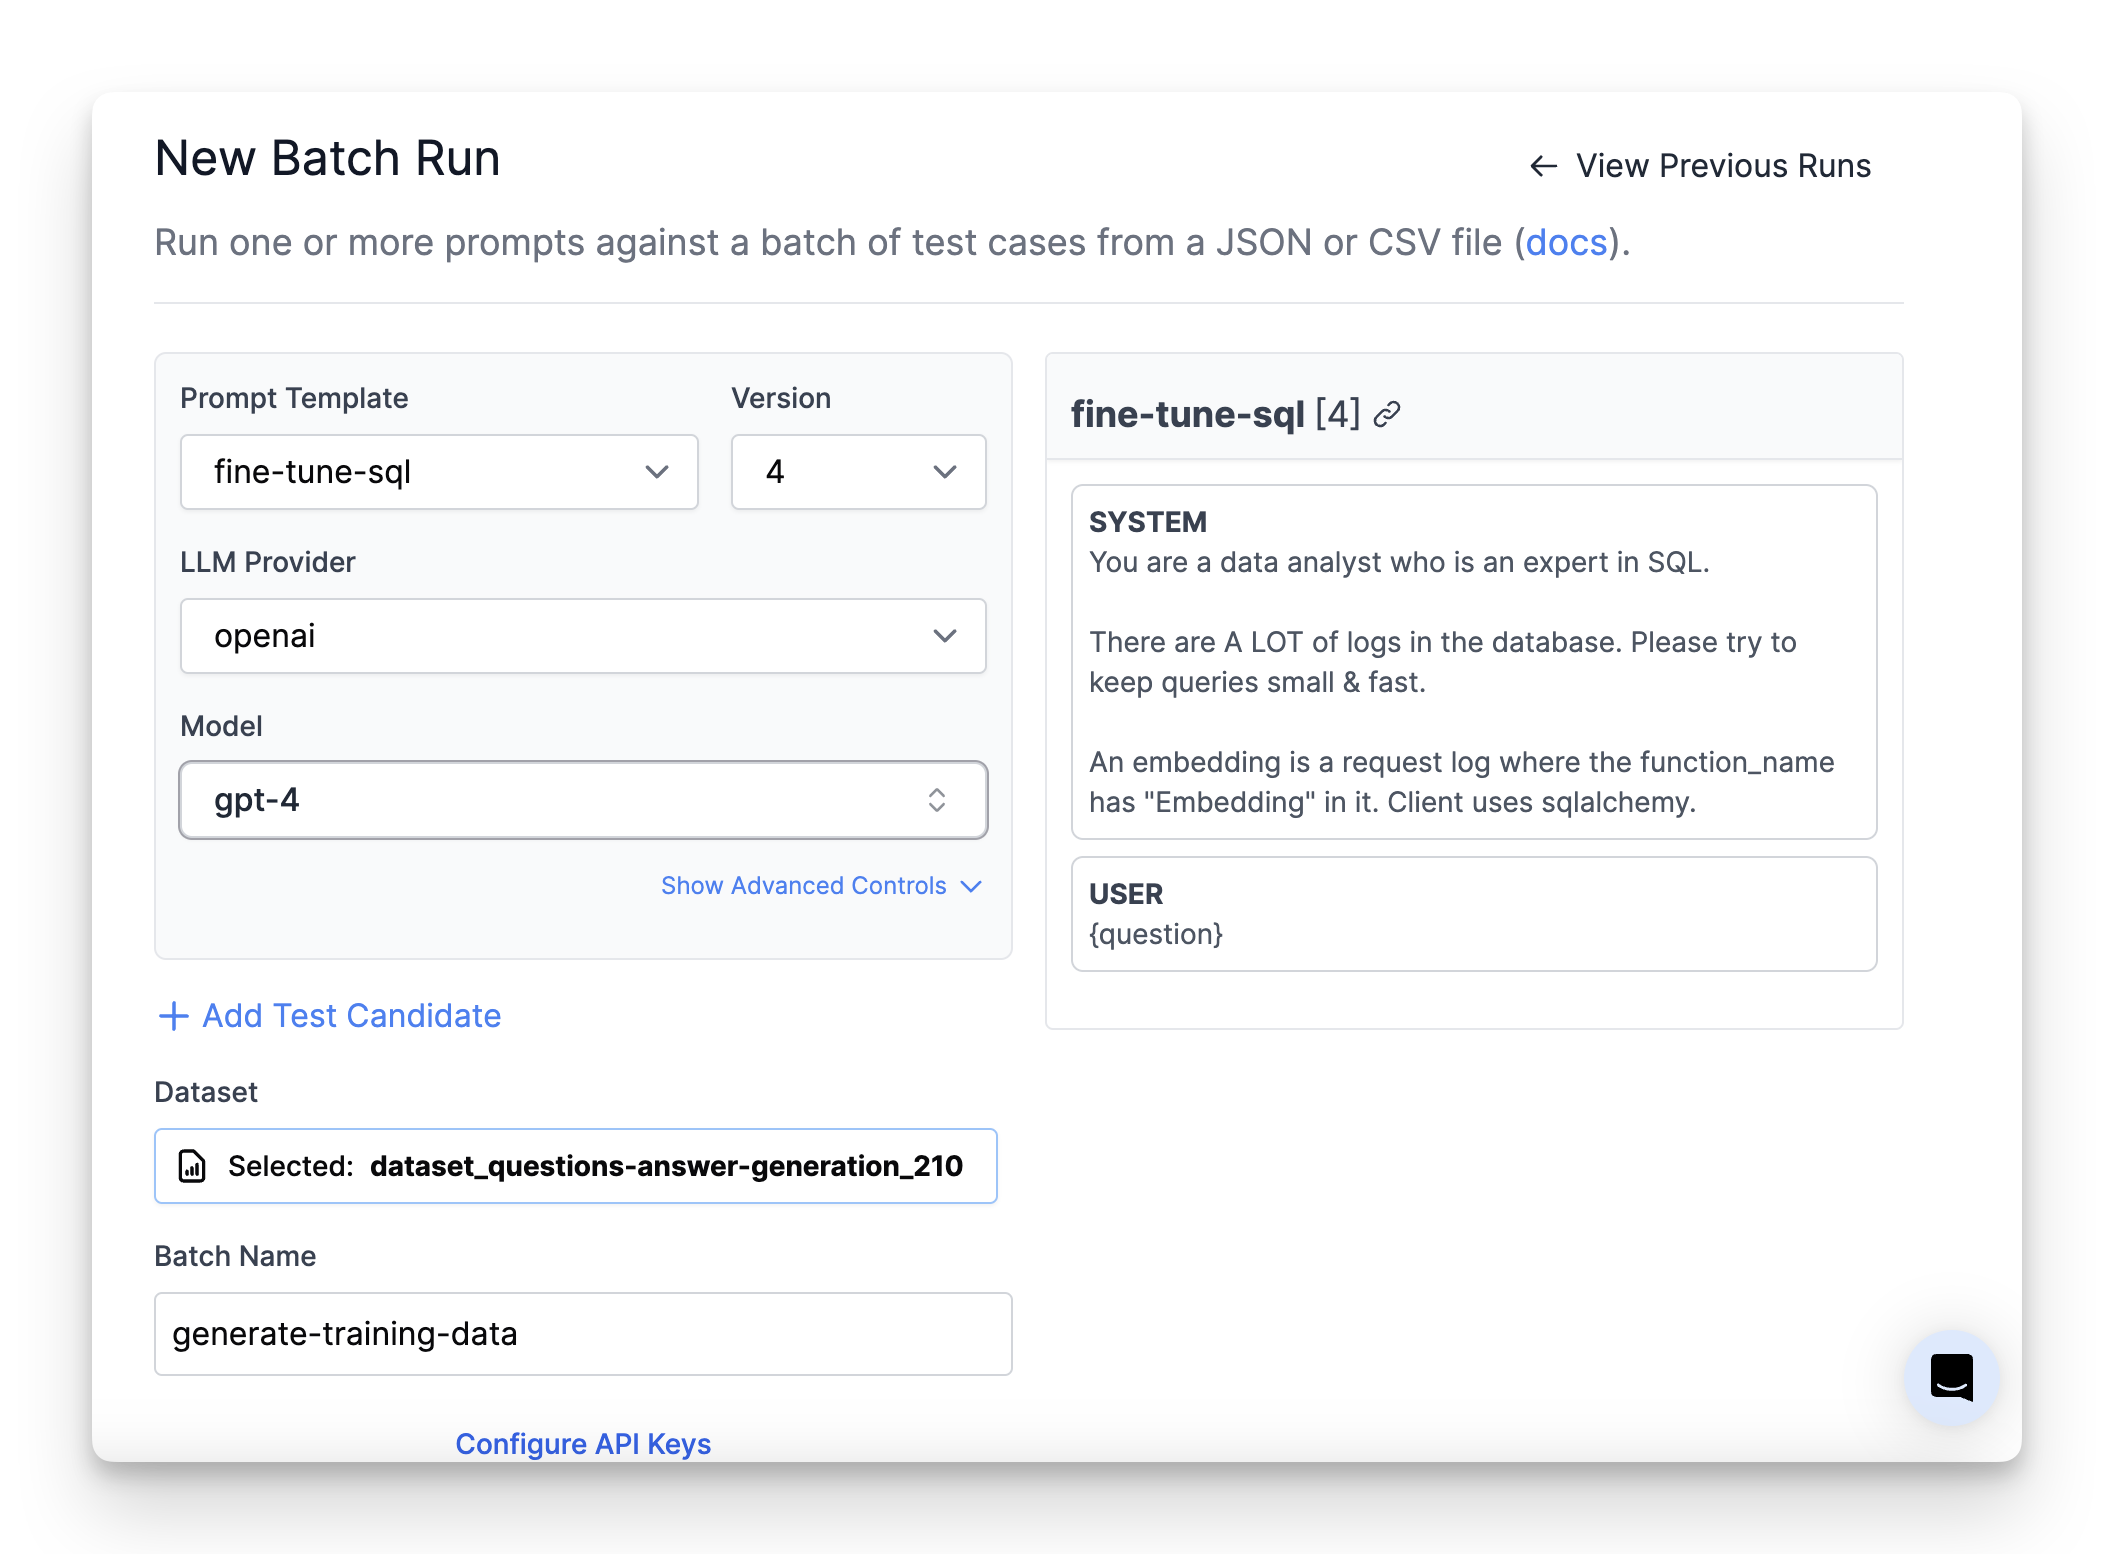 New Batch Run
← View Previous Runs
Run one or more prompts against a batch of test cases from a JSON or CSV file (docs).
Prompt Template
Version
fine-tune-sql
4
LLM Provider
openai
Model
gpt-4
Show Advanced Controls
fine-tune-sql [4]
SYSTEM
You are a data analyst who is an expert in SQL.
There are A LOT of logs in the database. Please try to
keep queries small & fast.
An embedding is a request log where the function_name
has "Embedding" in it. Client uses sqlalchemy.
USER
{question}
+ Add Test Candidate
Dataset
Selected: dataset_questions-answer-generation_210
Batch Name
generate-training-data
Configure API Keys